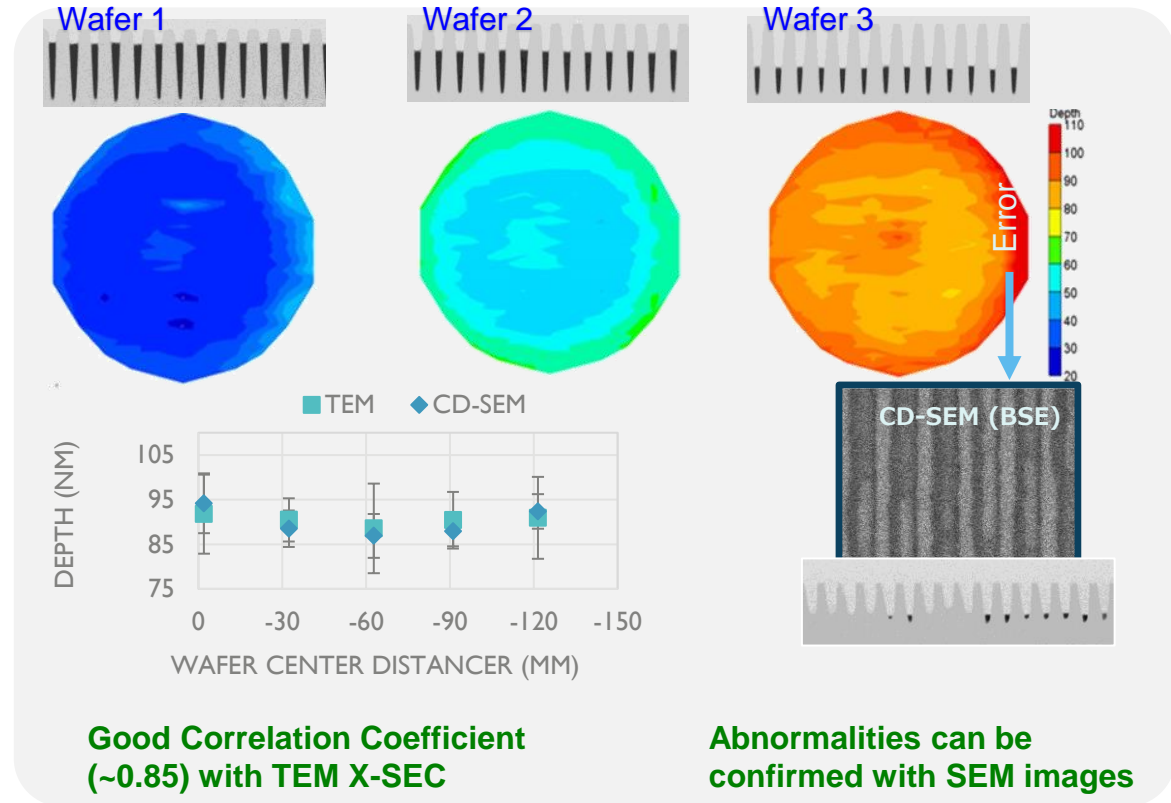 Wafer 1
Wafer 2
Wafer 3
Depth
110
100
90
80
70
60
50
40
30
20
Error
CD-SEM (BSE)
TEM
CD-SEM
DEPTH (NM)
105
95
85
75
0
-30
-60
-90
-120
-150
WAFER CENTER DISTANCER (MM)
Good Correlation Coefficient
(~0.85) with TEM X-SEC
Abnormalities can be
confirmed with SEM images